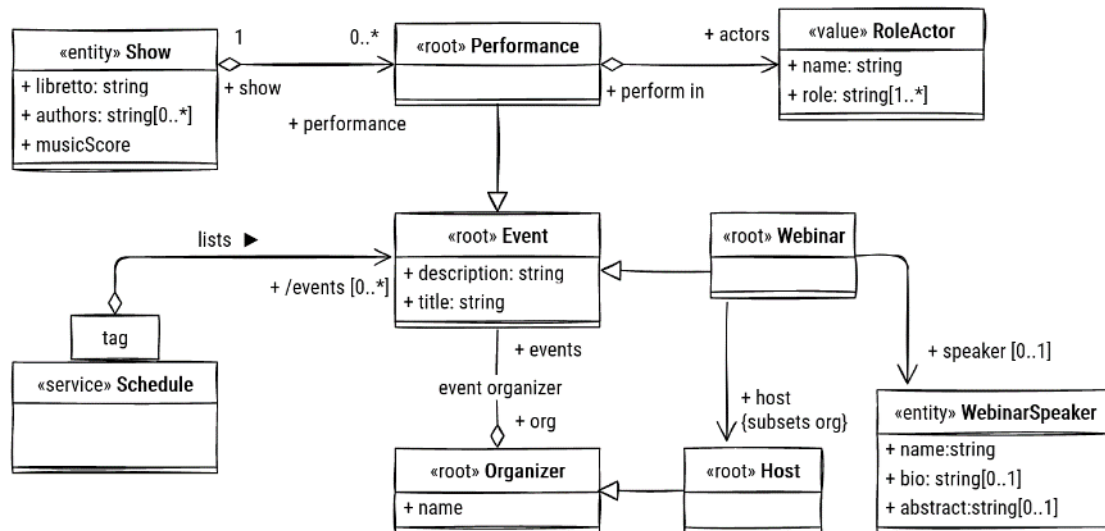 «entity» Show
+ libretto: string
+ authors: string[0..*]
+ musicScore
1
0..*
+ show
+ performance
«root» Performance
+ actors
+ perform in
«value» RoleActor
+ name: string
+ role: string[1..*]
lists ►
+ /events [0..*]
«root» Event
+ description: string
+ title: string
«root» Webinar
tag
«service» Schedule
+ events
event organizer
+ org
+ host
{subsets org}
+ speaker [0..1]
«root» Organizer
+ name
«root» Host
«entity» WebinarSpeaker
+ name:string
+ bio: string[0..1]
+ abstract:string[0..1]